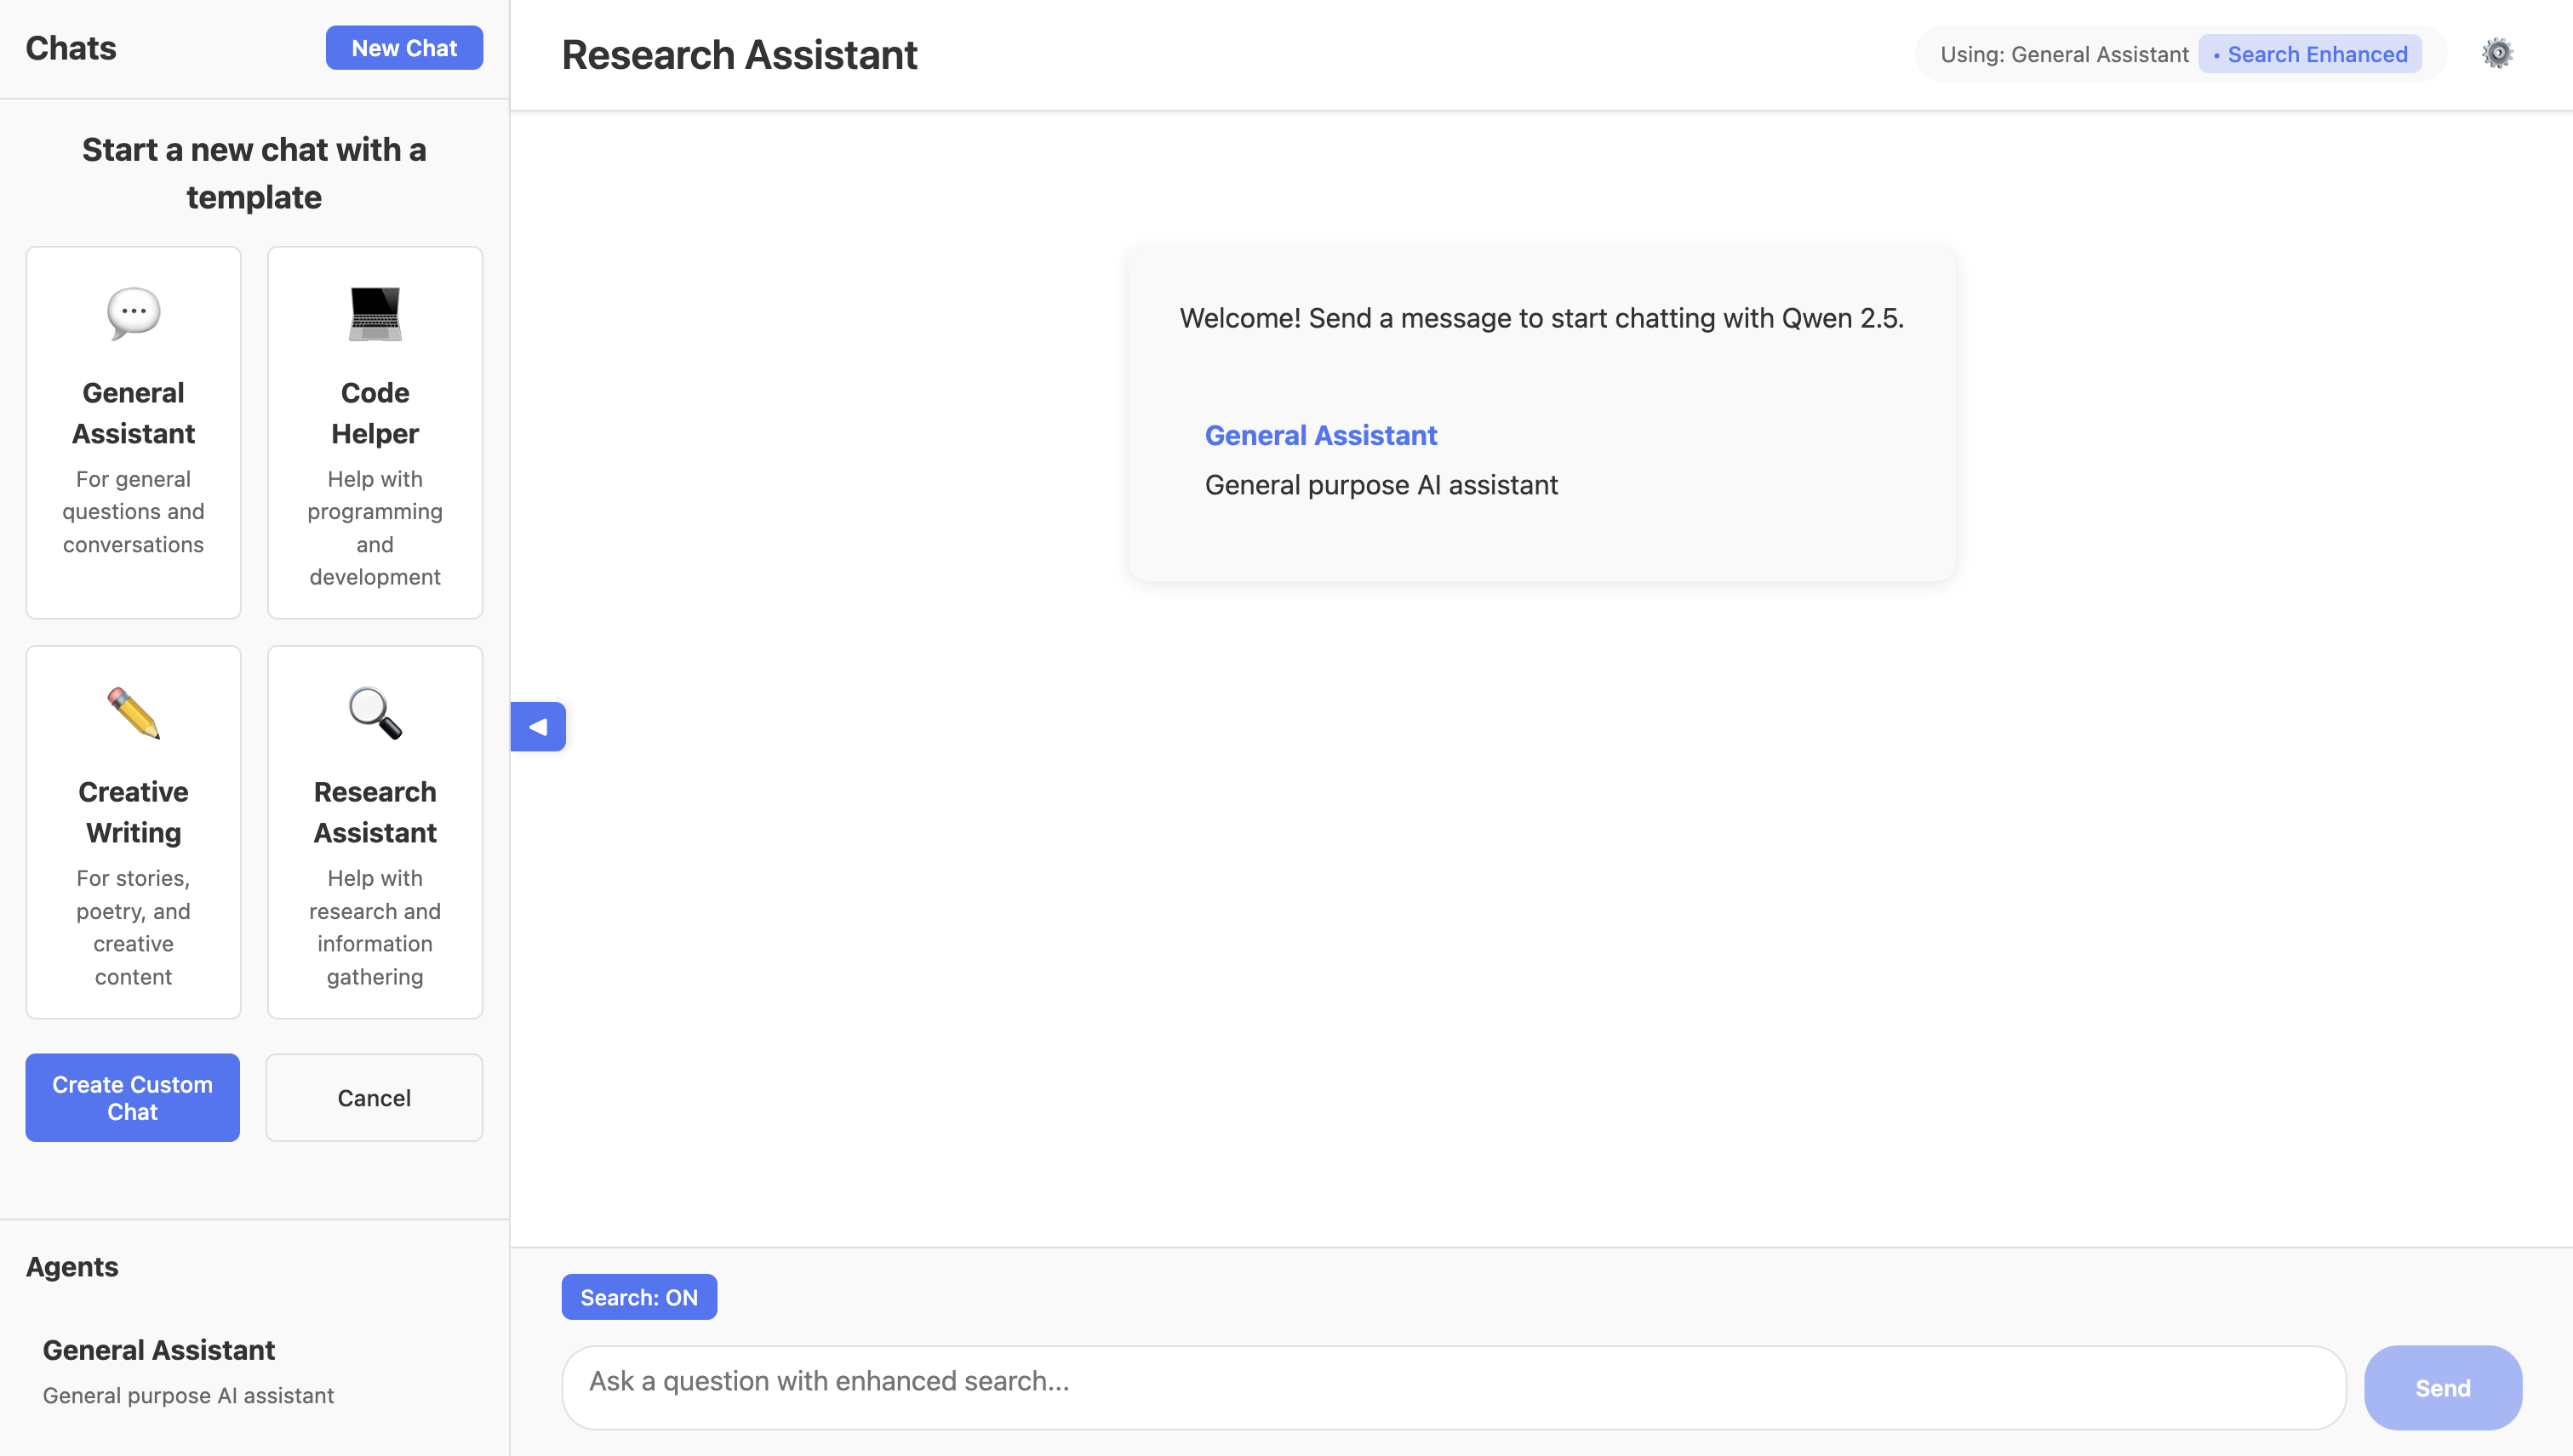 Chats
New Chat
Start a new chat with a
template
General
Assistant
For general
questions and
conversations
Code
Helper
Help with
programming
and
development
Creative
Writing
For stories,
poetry, and
creative
content
Research
Assistant
Help with
research and
information
gathering
Create Custom
Chat
Cancel
Agents
General Assistant
General purpose AI assistant
Research Assistant
Using: General Assistant • Search Enhanced
Welcome! Send a message to start chatting with Qwen 2.5.
General Assistant
General purpose AI assistant
Search: ON
Ask a question with enhanced search...
Send